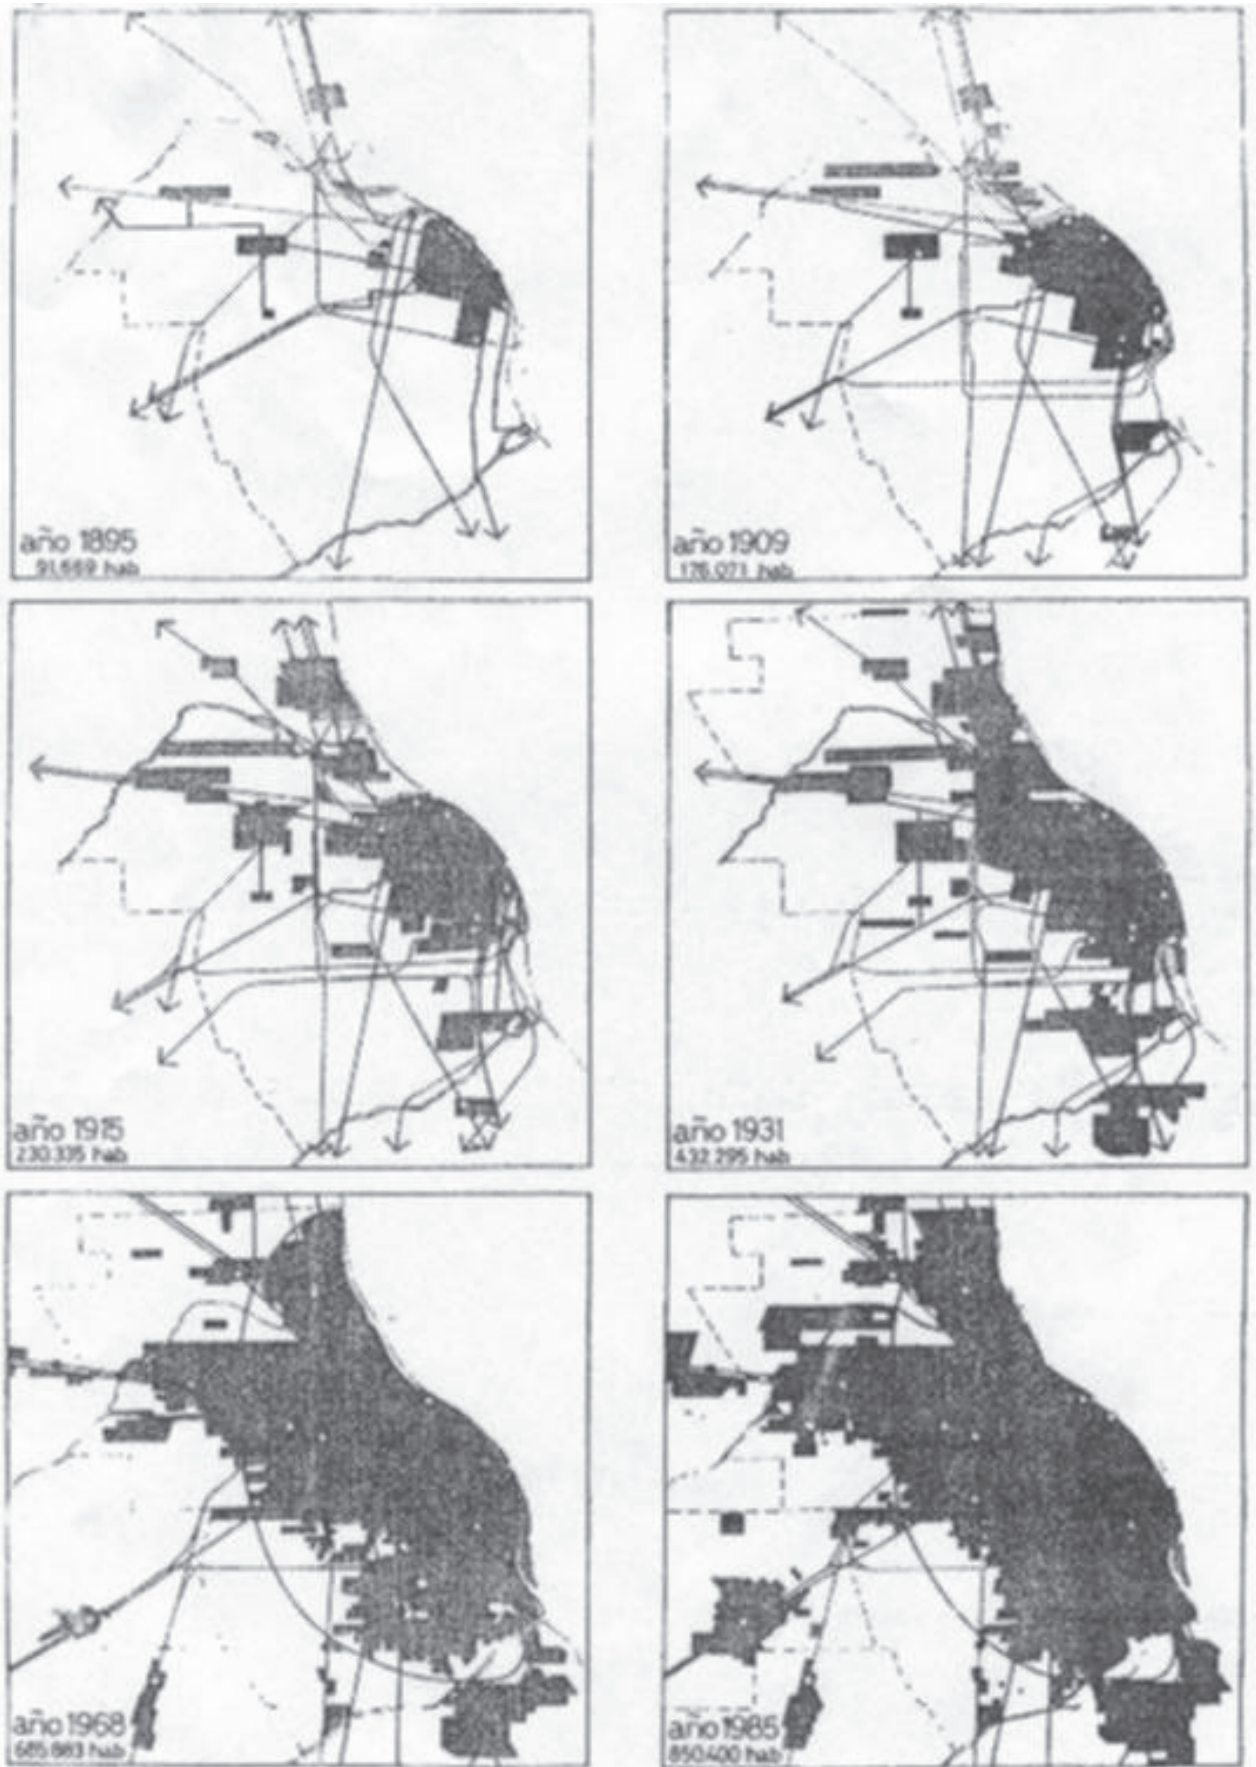 año 1895
91.669 hab
año 1909
176.071 hab
año 1915
230.335 hab
año 1931
432.295 hab
año 1968
685.883 hab
año 1985
850.400 hab